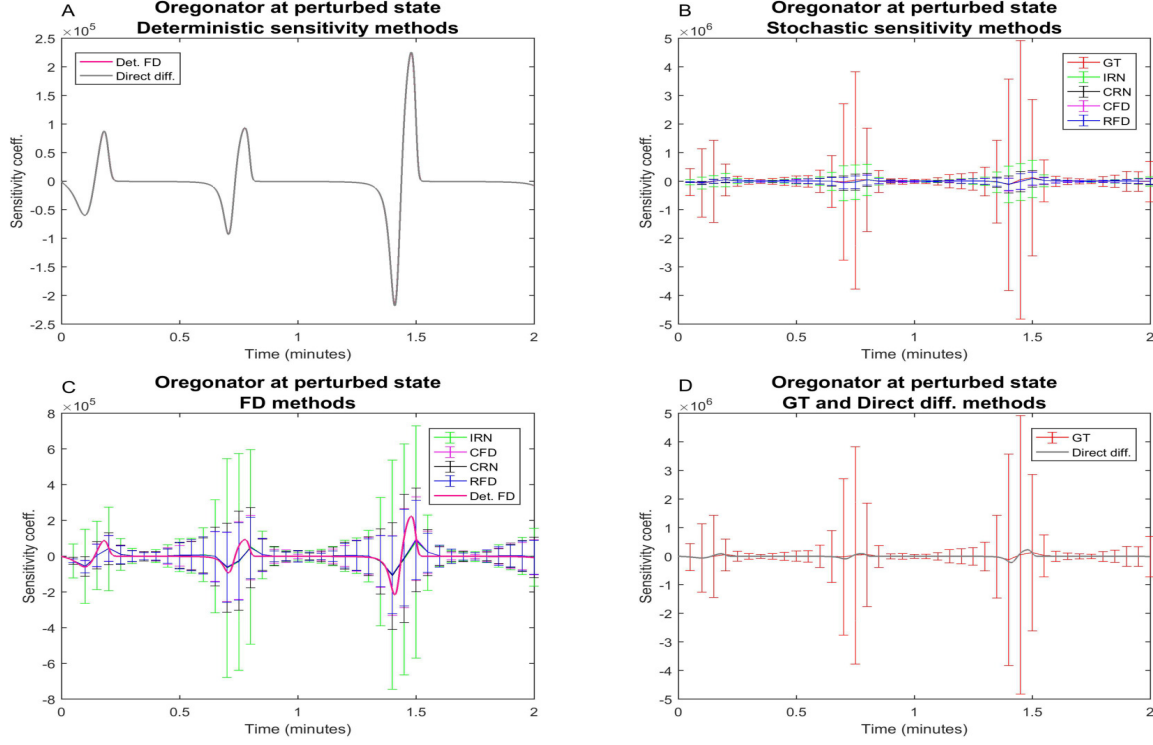 A
Oregonator at perturbed state
Deterministic sensitivity methods
×10^5
2.5
2
1.5
1
0.5
0
-0.5
-1
-1.5
-2
-2.5
Sensitivity coeff.
Det. FD
Direct diff.
0
0.5
1
1.5
2
Time (minutes)
B
Oregonator at perturbed state
Stochastic sensitivity methods
×10^6
5
4
3
2
1
0
-1
-2
-3
-4
-5
Sensitivity coeff.
GT
IRN
CRN
CFD
RFD
0
0.5
1
1.5
2
Time (minutes)
C
Oregonator at perturbed state
FD methods
×10^5
8
6
4
2
0
-2
-4
-6
-8
Sensitivity coeff.
IRN
CFD
CRN
RFD
Det. FD
0
0.5
1
1.5
2
Time (minutes)
D
Oregonator at perturbed state
GT and Direct diff. methods
×10^6
5
4
3
2
1
0
-1
-2
-3
-4
-5
Sensitivity coeff.
GT
Direct diff.
0
0.5
1
1.5
2
Time (minutes)